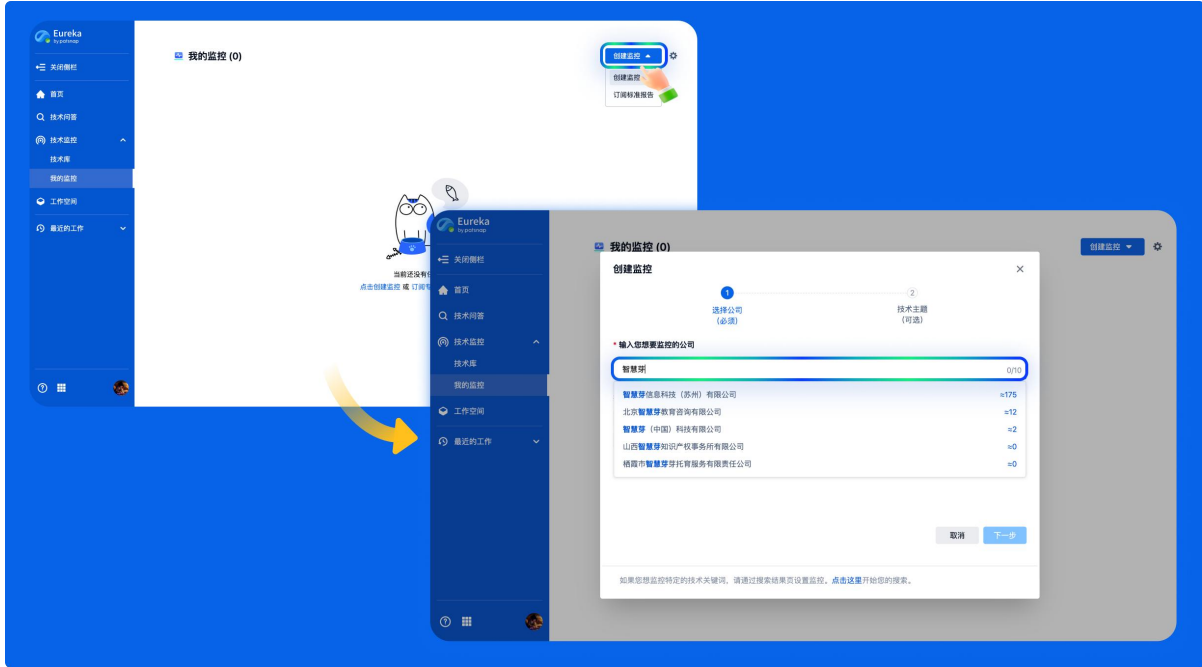 Eureka
by patsnap
关闭侧栏
首页
技术问答
技术监控
技术库
我的监控
工作空间
最近的工作
我的监控 (0)
创建监控
创建监控
订阅标准报告
当前还没有
点击创建监控 或 订阅
Eureka
by patsnap
关闭侧栏
首页
技术问答
技术监控
技术库
我的监控
工作空间
最近的工作
我的监控 (0)
创建监控
创建监控
1
2
选择公司
(必须)
技术主题
(可选)
* 输入您想要监控的公司
智慧芽
0/10
智慧芽信息科技（苏州）有限公司 ≈175
北京智慧芽教育咨询有限公司 ≈12
智慧芽（中国）科技有限公司 ≈2
山西智慧芽知识产权事务所有限公司 ≈0
栖霞市智慧芽芽托育服务有限责任公司 ≈0
取消
下一步
如果您想监控特定的技术关键词，请通过搜索结果页设置监控。点击这里开始您的搜索。